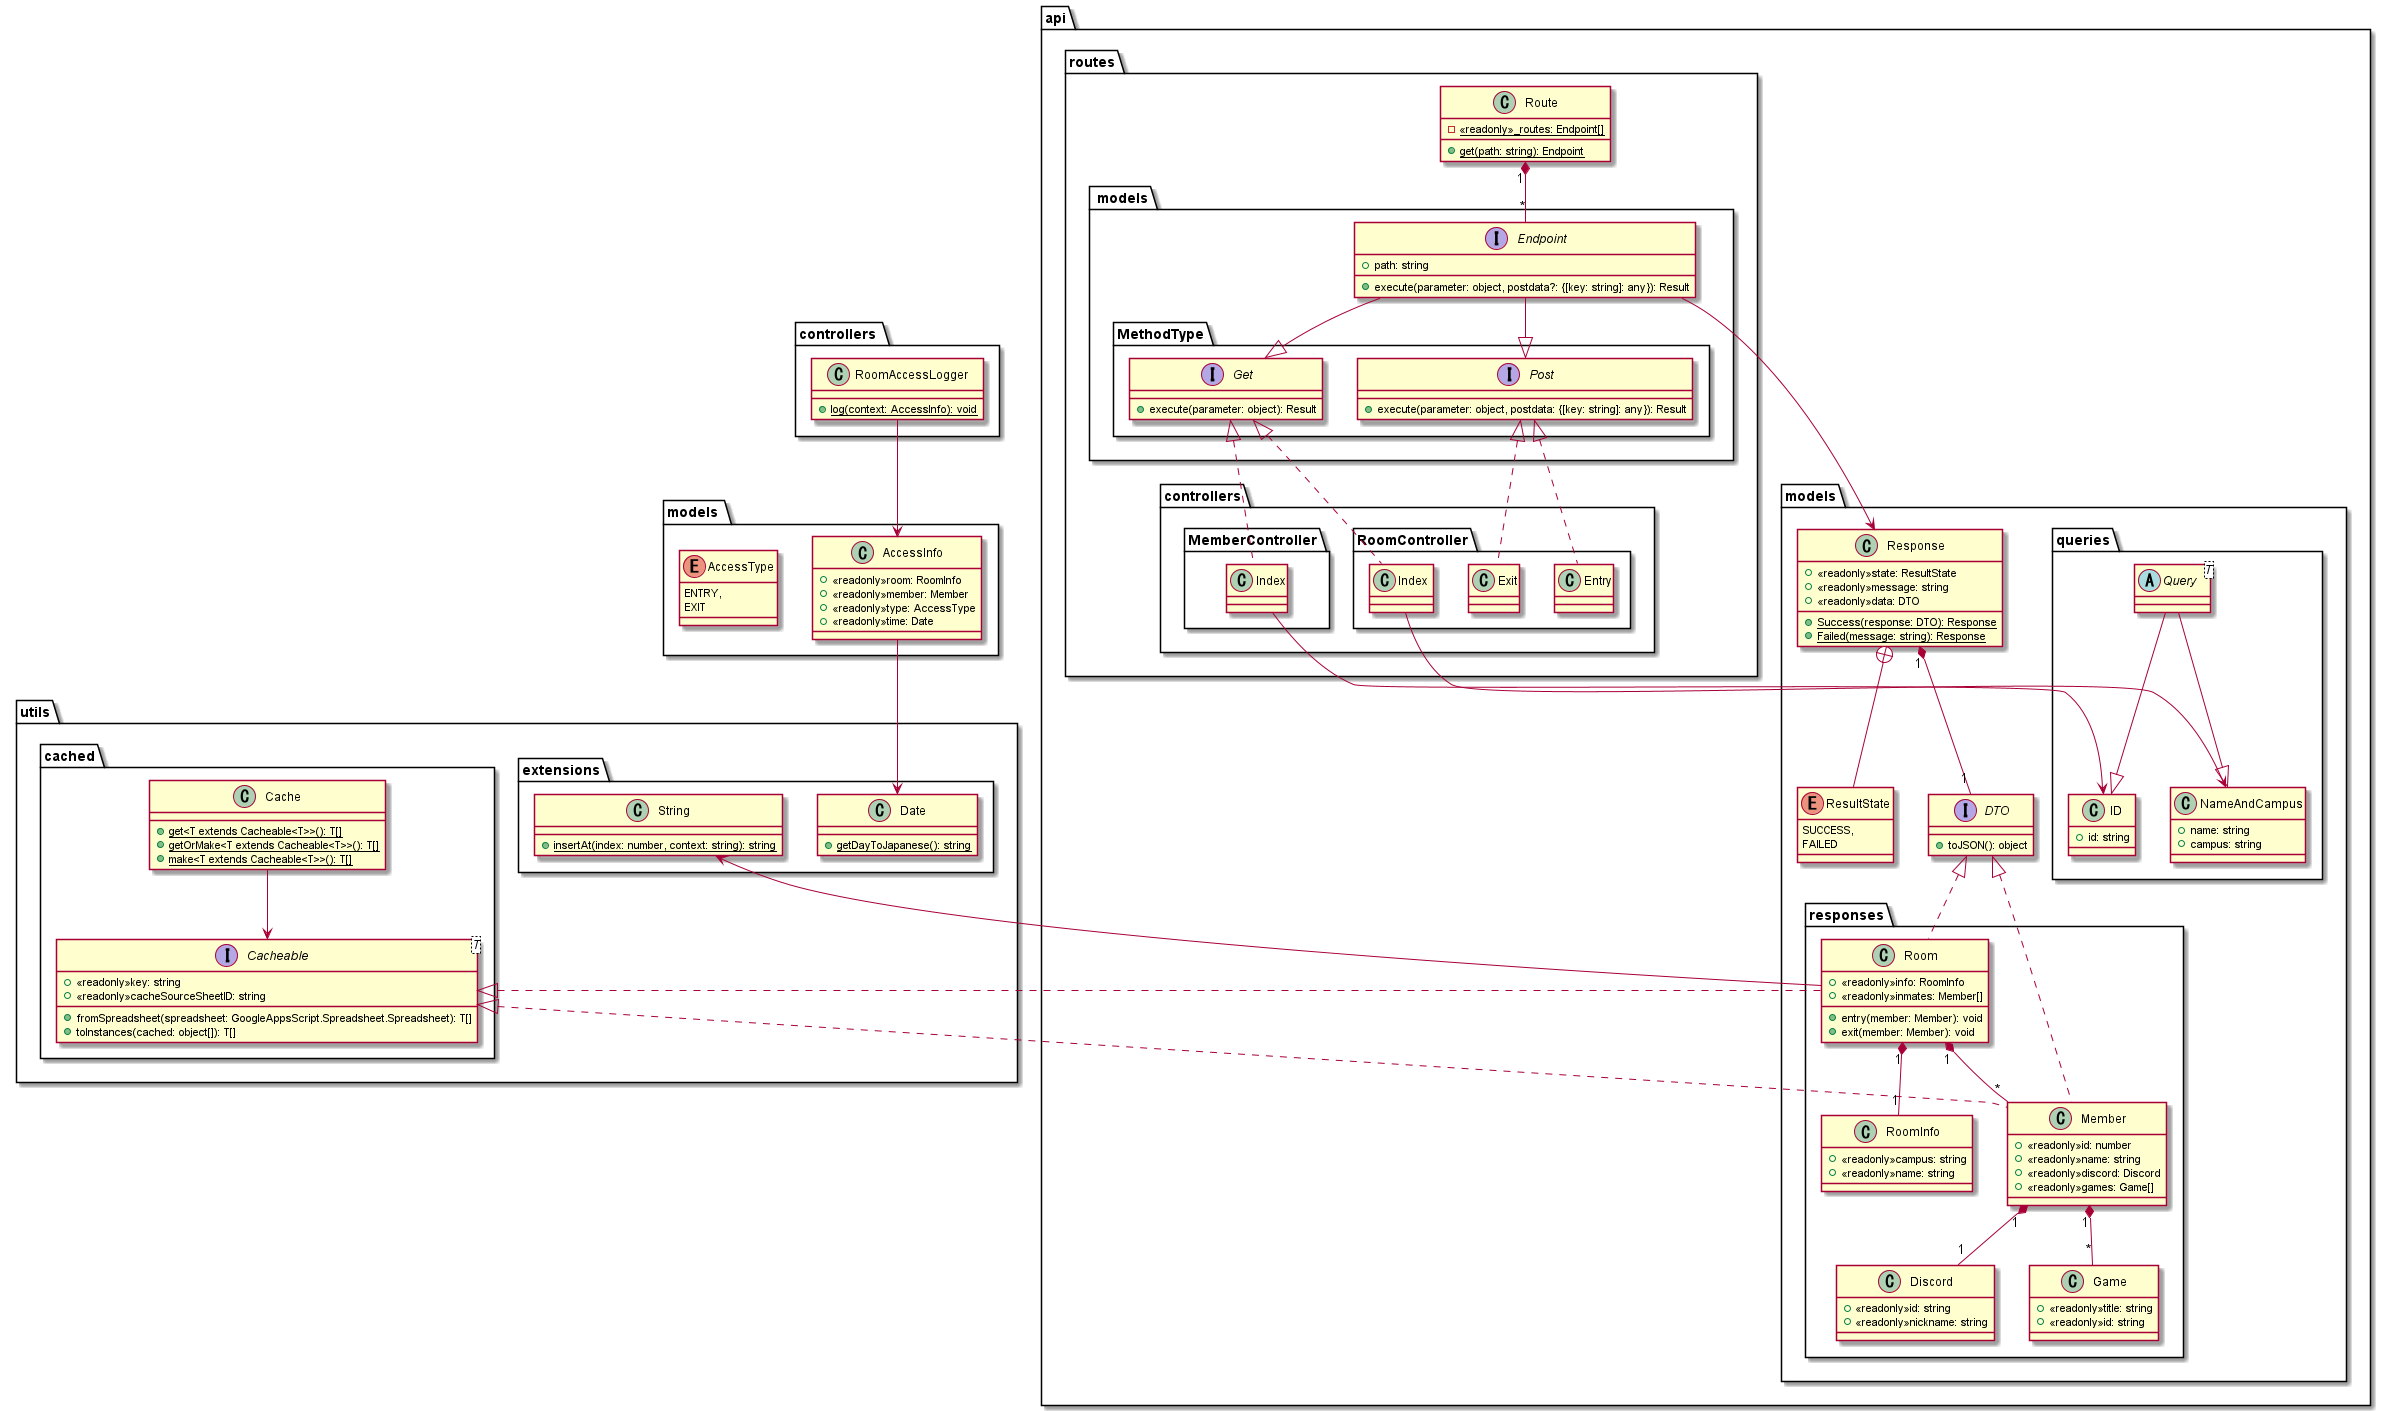 api
routes
C Route
«readonly»_routes: Endpoint[]
get(path: string): Endpoint
1
*
models
I Endpoint
path: string
execute(parameter: object, postdata?: {[key: string]: any}): Result
MethodType
I Get
execute(parameter: object): Result
I Post
execute(parameter: object, postdata: {[key: string]: any}): Result
controllers
MemberController
C Index
RoomController
C Index
C Exit
C Entry
controllers
C RoomAccessLogger
log(context: AccessInfo): void
models
E AccessType
ENTRY,
EXIT
C AccessInfo
«readonly»room: RoomInfo
«readonly»member: Member
«readonly»type: AccessType
«readonly»time: Date
utils
cached
C Cache
get<T extends Cacheable<T>>(): T[]
getOrMake<T extends Cacheable<T>>(): T[]
make<T extends Cacheable<T>>(): T[]
I Cacheable
T
«readonly»key: string
«readonly»cacheSourceSheetID: string
fromSpreadsheet(spreadsheet: GoogleAppsScript.Spreadsheet.Spreadsheet): T[]
toInstances(cached: object[]): T[]
extensions
C String
insertAt(index: number, context: string): string
C Date
getDayToJapanese(): string
models
C Response
«readonly»state: ResultState
«readonly»message: string
«readonly»data: DTO
Success(response: DTO): Response
Failed(message: string): Response
1
1
queries
A Query
T
C ID
id: string
C NameAndCampus
name: string
campus: string
E ResultState
SUCCESS,
FAILED
I DTO
toJSON(): object
responses
C Room
«readonly»info: RoomInfo
«readonly»inmates: Member[]
entry(member: Member): void
exit(member: Member): void
1
1
1
*
C RoomInfo
«readonly»campus: string
«readonly»name: string
C Member
«readonly»id: number
«readonly»name: string
«readonly»discord: Discord
«readonly»games: Game[]
1
1
1
*
C Discord
«readonly»id: string
«readonly»nickname: string
C Game
«readonly»title: string
«readonly»id: string